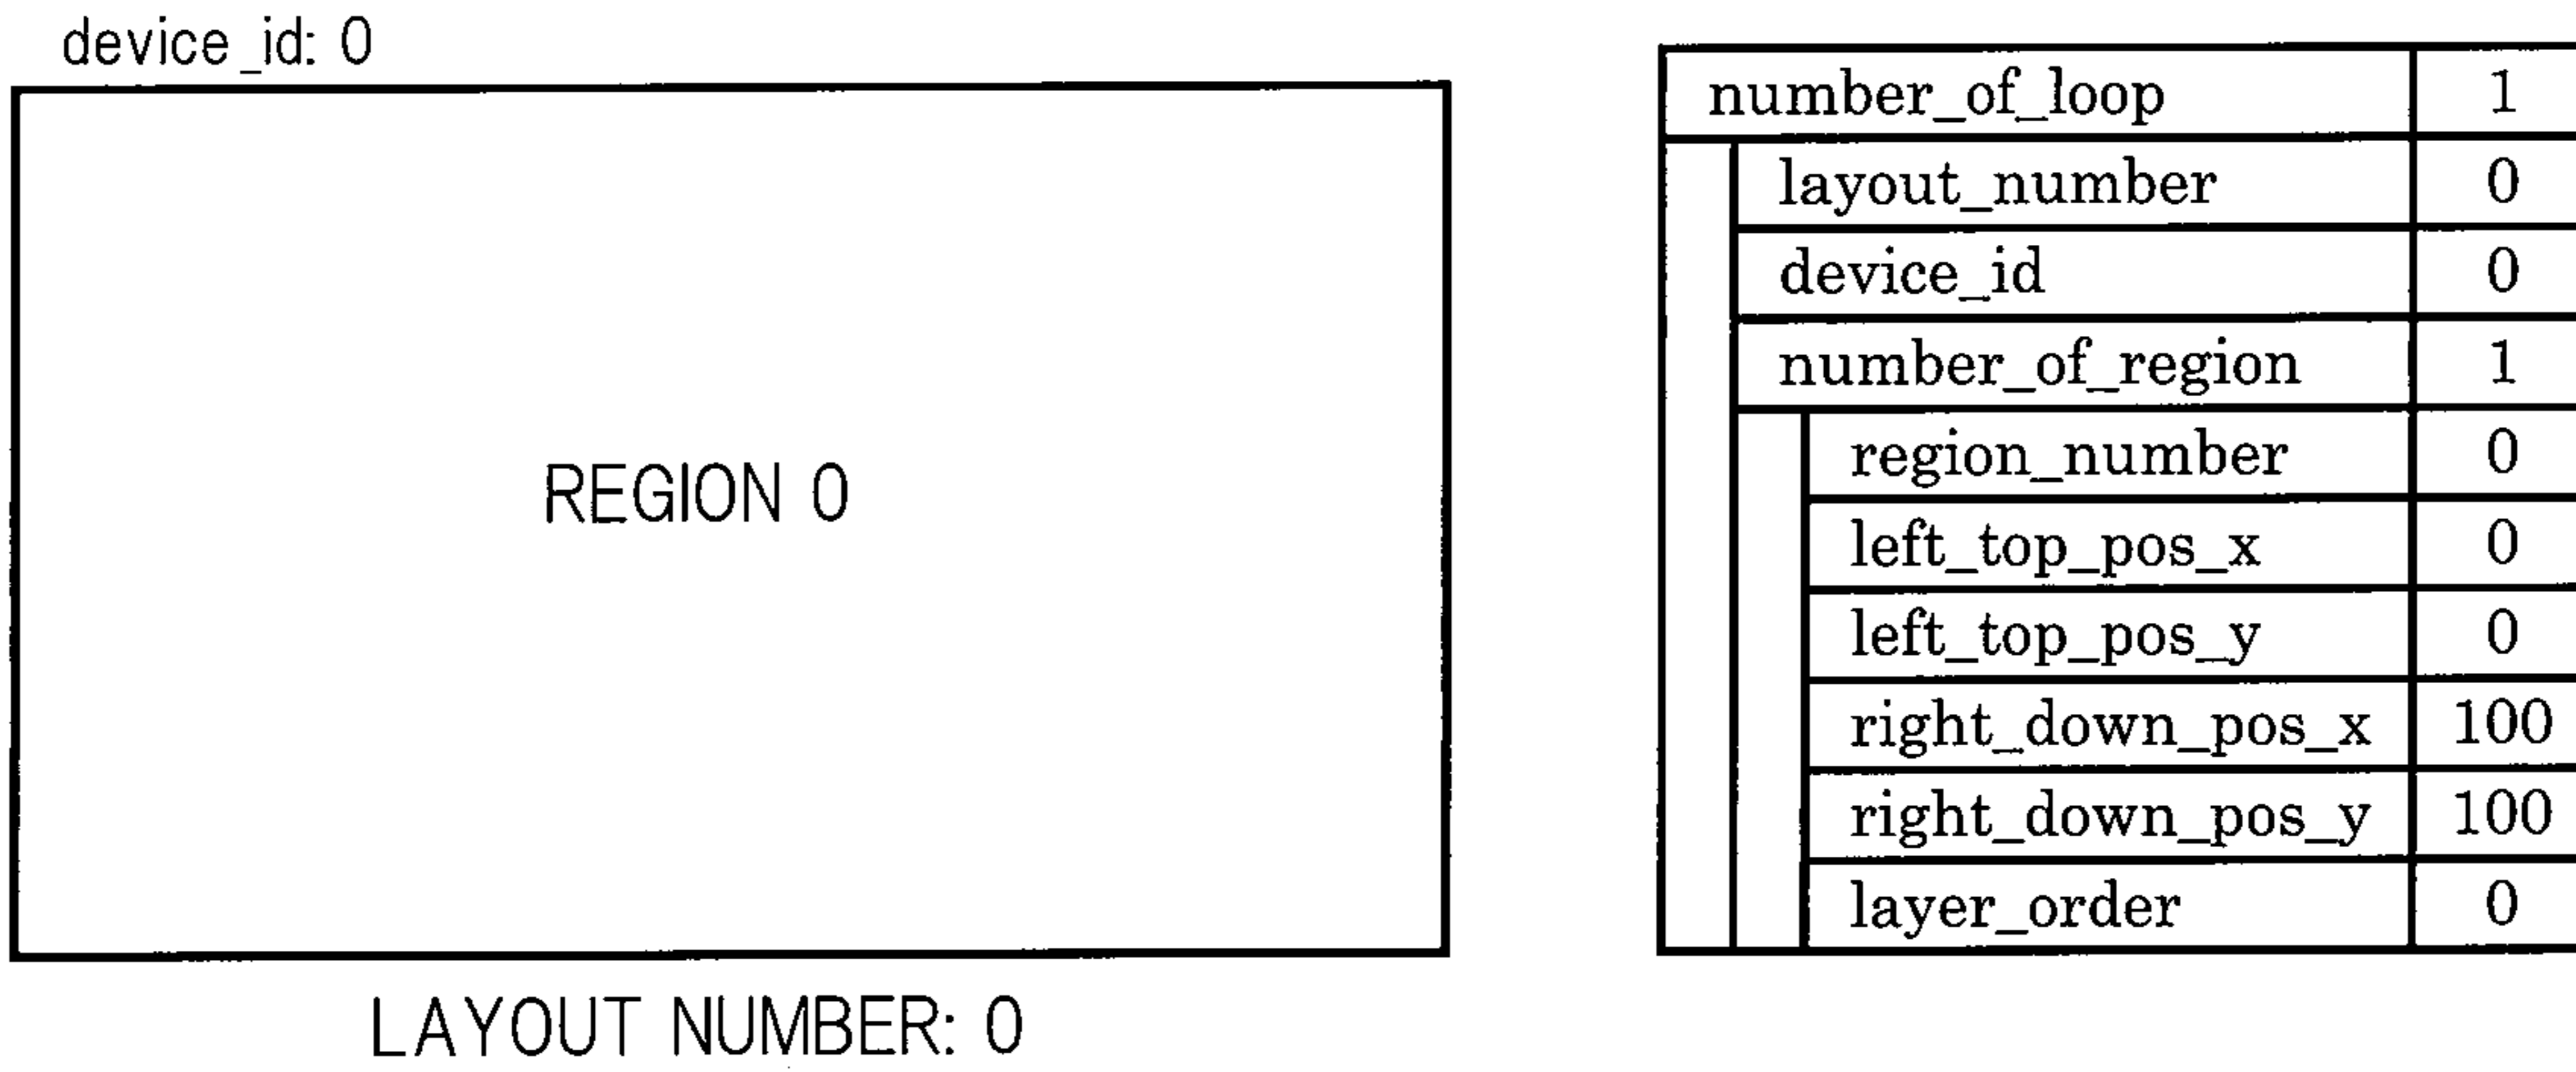 device_id: 0
REGION 0
LAYOUT NUMBER: 0
number_of_loop 1
layout_number 0
device_id 0
number_of_region 1
region_number 0
left_top_pos_x 0
left_top_pos_y 0
right_down_pos_x 100
right_down_pos_y 100
layer_order 0